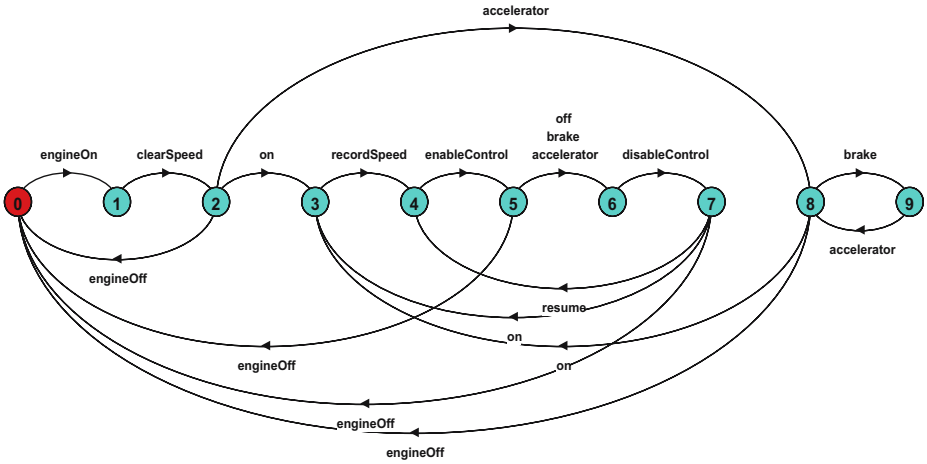 accelerator
off
brake
engineOn
clearSpeed
on
recordSpeed
enableControl
accelerator
disableControl
brake
0
1
2
3
4
5
6
7
8
9
accelerator
engineOff
resume
on
engineOff
on
engineOff
engineOff